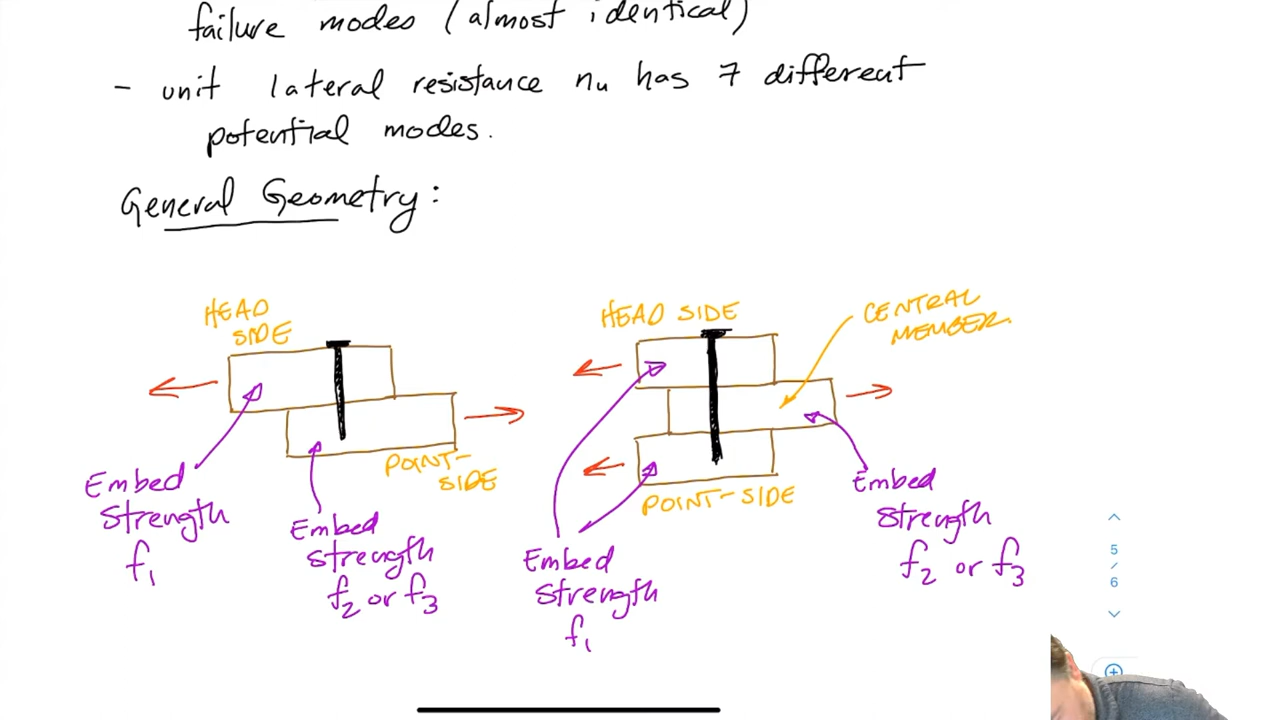 failure modes (almost identical)
- unit lateral resistance nu has 7 different
potential modes.
General Geometry:
HEAD
SIDE
POINT-
SIDE
Embed
Strength
f1
Embed
strength
f2 or f3
HEAD SIDE
CENTRAL
MEMBER
POINT-SIDE
Embed
Strength
f1
Embed
strength
f2 or f3
5
/
6